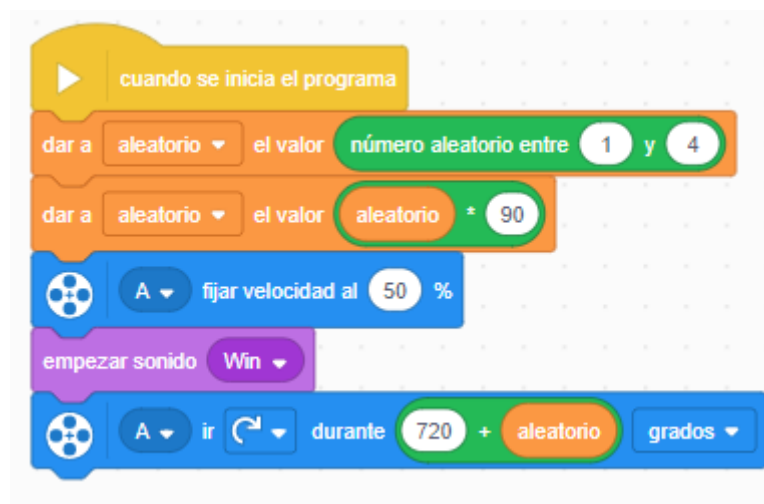 cuando se inicia el programa
dar a aleatorio el valor número aleatorio entre 1 y 4
dar a aleatorio el valor aleatorio * 90
A fijar velocidad al 50 %
empezar sonido Win
A ir durante 720 + aleatorio grados